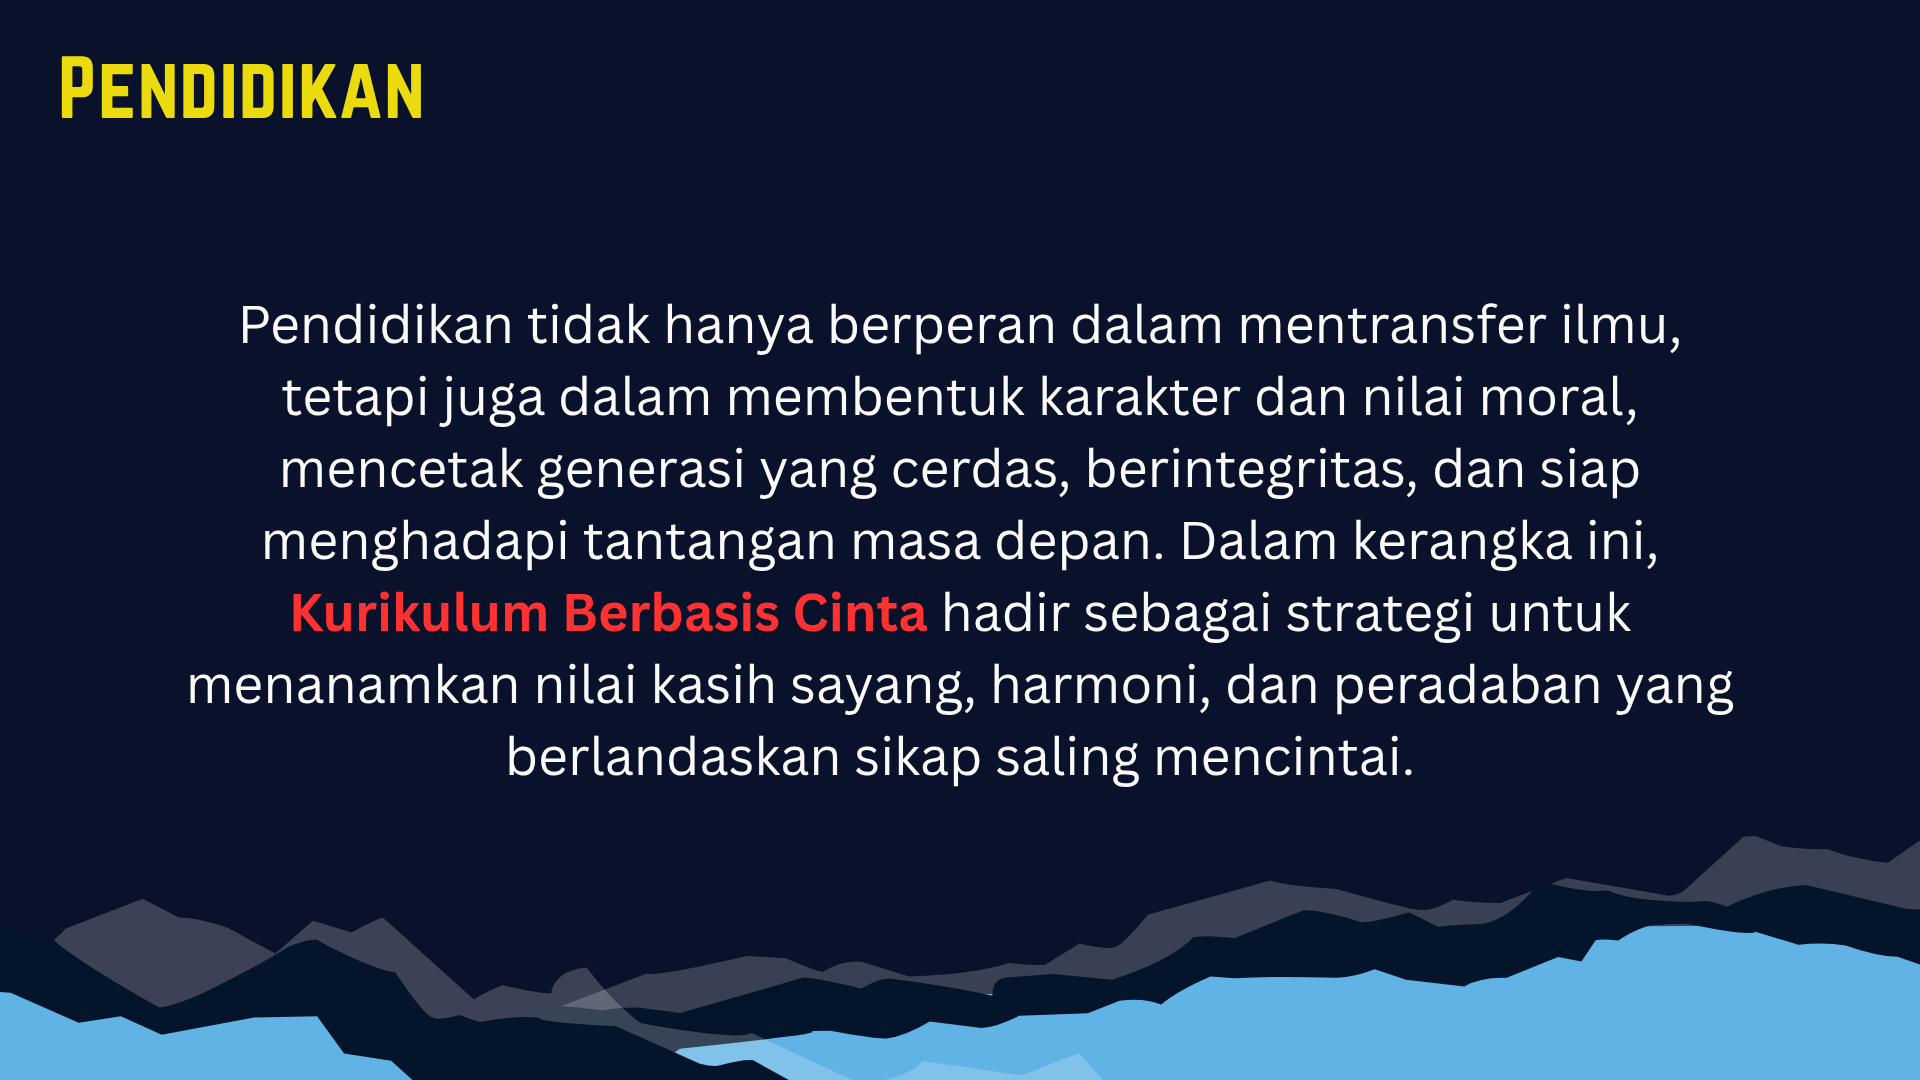 PENDIDIKAN
Pendidikan tidak hanya berperan dalam mentransfer ilmu,
tetapi juga dalam membentuk karakter dan nilai moral,
mencetak generasi yang cerdas, berintegritas, dan siap
menghadapi tantangan masa depan. Dalam kerangka ini,
Kurikulum Berbasis Cinta hadir sebagai strategi untuk
menanamkan nilai kasih sayang, harmoni, dan peradaban yang
berlandaskan sikap saling mencintai.